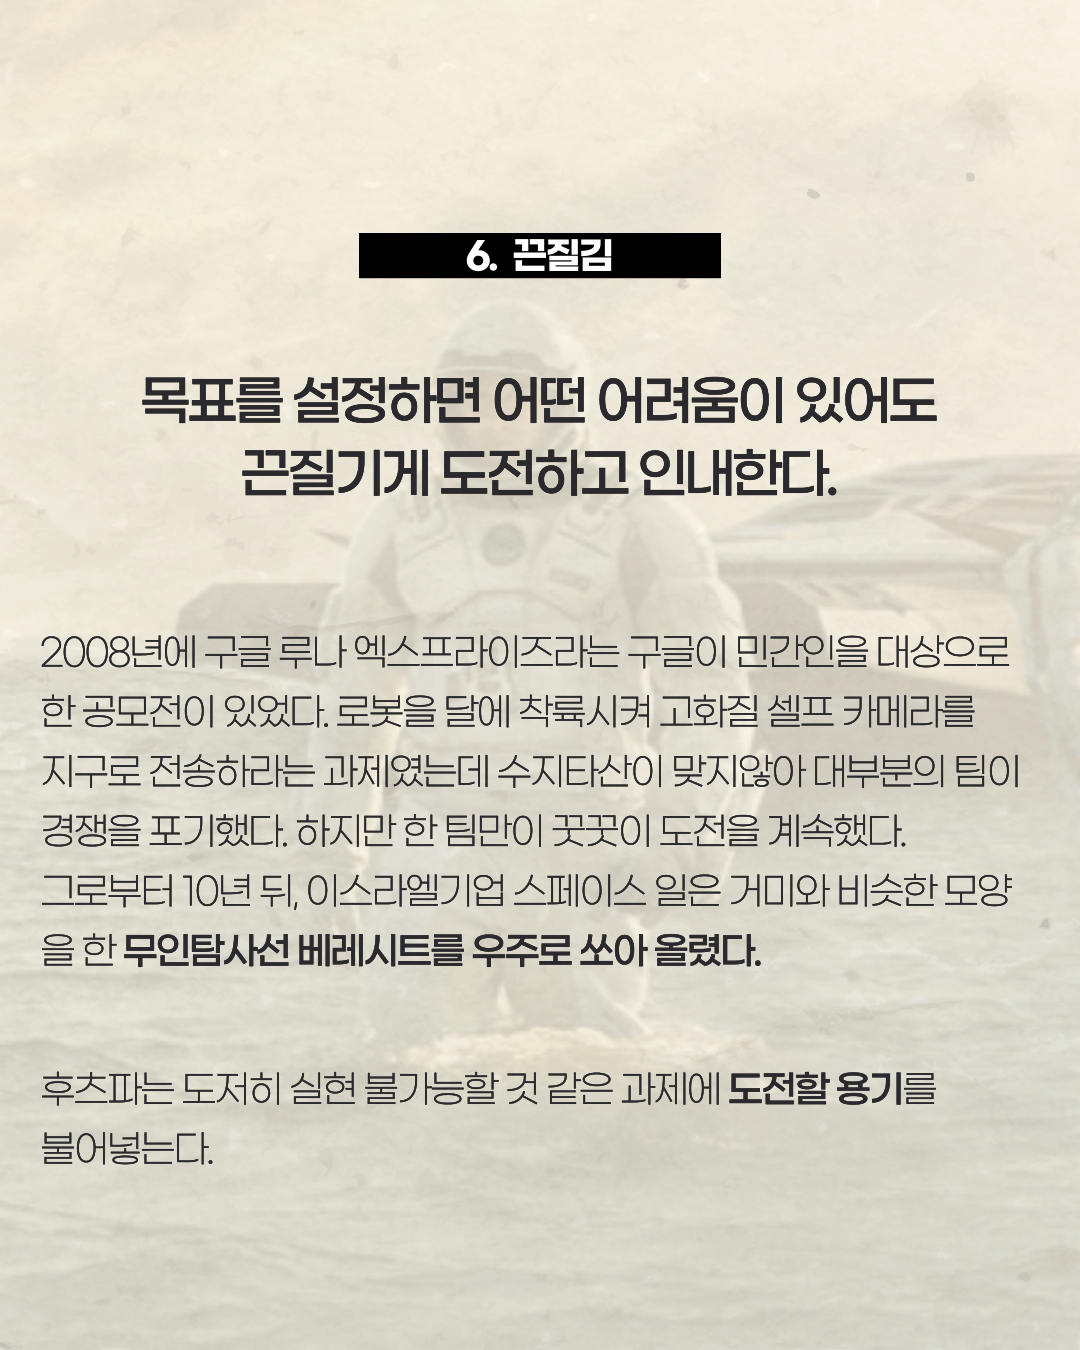 6. 끈질김
목표를 설정하면 어떤 어려움이 있어도
끈질기게 도전하고 인내한다.
2008년에 구글 루나 엑스프라이즈라는 구글이 민간인을 대상으로
한 공모전이 있었다. 로봇을 달에 착륙시켜 고화질 셀프 카메라를
지구로 전송하라는 과제였는데 수지타산이 맞지않아 대부분의 팀이
경쟁을 포기했다. 하지만 한 팀만이 꿋꿋이 도전을 계속했다.
그로부터 10년 뒤, 이스라엘기업 스페이스 일은 거미와 비슷한 모양
을 한 무인탐사선 베레시트를 우주로 쏘아 올렸다.
후츠파는 도저히 실현 불가능할 것 같은 과제에 도전할 용기를
불어넣는다.